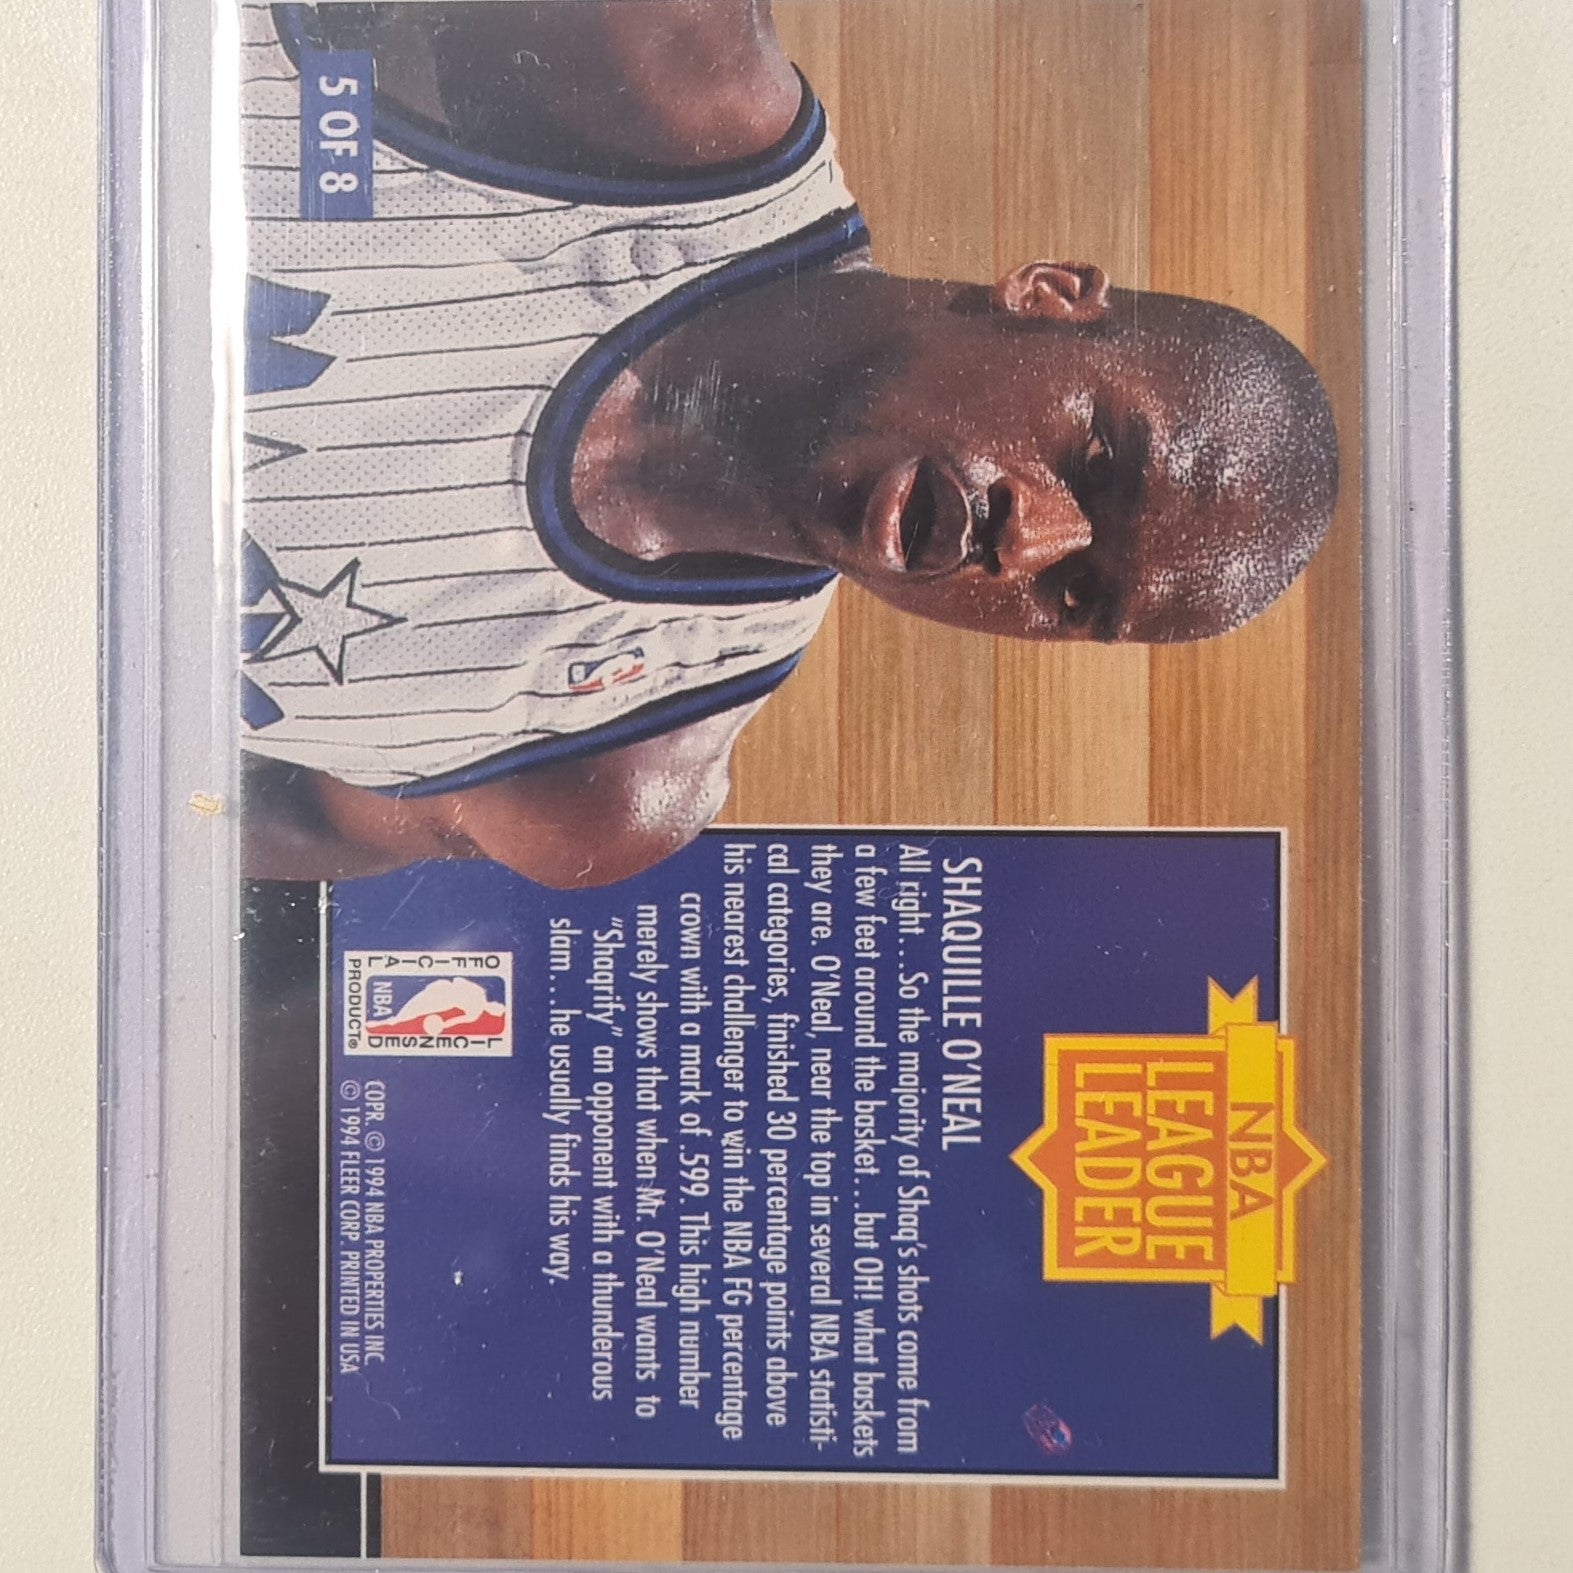 NBA
LEAGUE
LEADER
SHAQUILLE O'NEAL
All right...So the majority of Shaq's shots come from
a few feet around the basket...but OH! what baskets
they are. O'Neal, near the top in several NBA statisti-
cal categories, finished 30 percentage points above
his nearest challenger to win the NBA FG percentage
crown with a mark of .599. This high number
merely shows that when Mr. O'Neal wants to
"Shaqrify" an opponent with a thunderous
slam...he usually finds his way.
OFFICIAL
LICENSED
NBA
PRODUCT®
COPR. © 1994 NBA PROPERTIES INC.
© 1994 FLEER CORP. PRINTED IN USA
5 OF 8